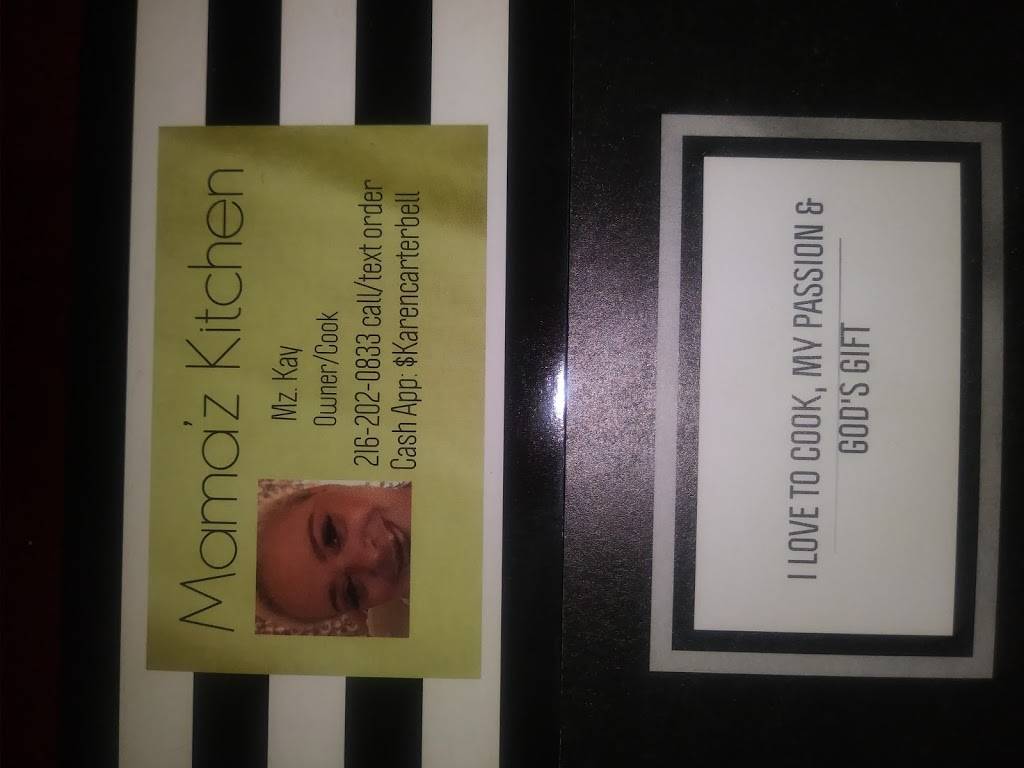 Mama'z Kitchen
Mz. Kay
Owner/Cook
216-202-0833 call/text order
Cash App: $Karencarterbell
I LOVE TO COOK, MY PASSION &
GOD'S GIFT